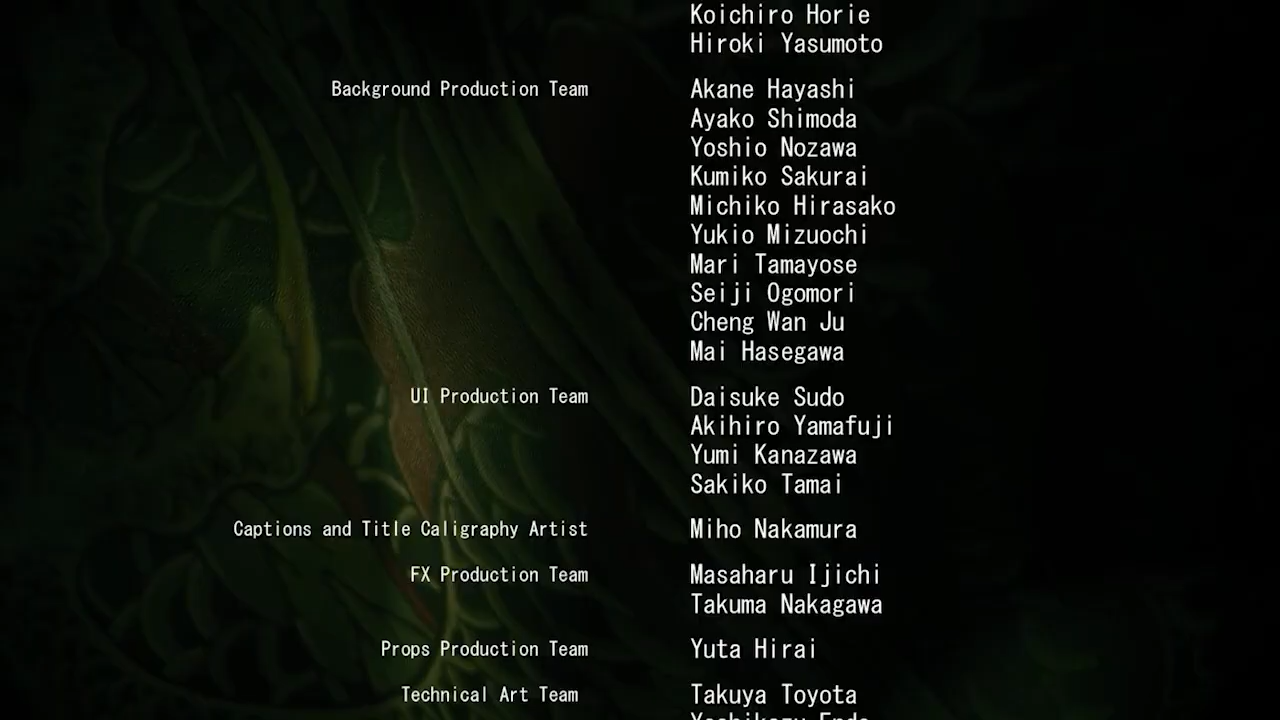 Koichiro Horie
Hiroki Yasumoto
Background Production Team Akane Hayashi
Ayako Shimoda
Yoshio Nozawa
Kumiko Sakurai
Michiko Hirasako
Yukio Mizuochi
Mari Tamayose
Seiji Ogomori
Cheng Wan Ju
Mai Hasegawa
UI Production Team Daisuke Sudo
Akihiro Yamafuji
Yumi Kanazawa
Sakiko Tamai
Captions and Title Caligraphy Artist Miho Nakamura
FX Production Team Masaharu Ijichi
Takuma Nakagawa
Props Production Team Yuta Hirai
Technical Art Team Takuya Toyota